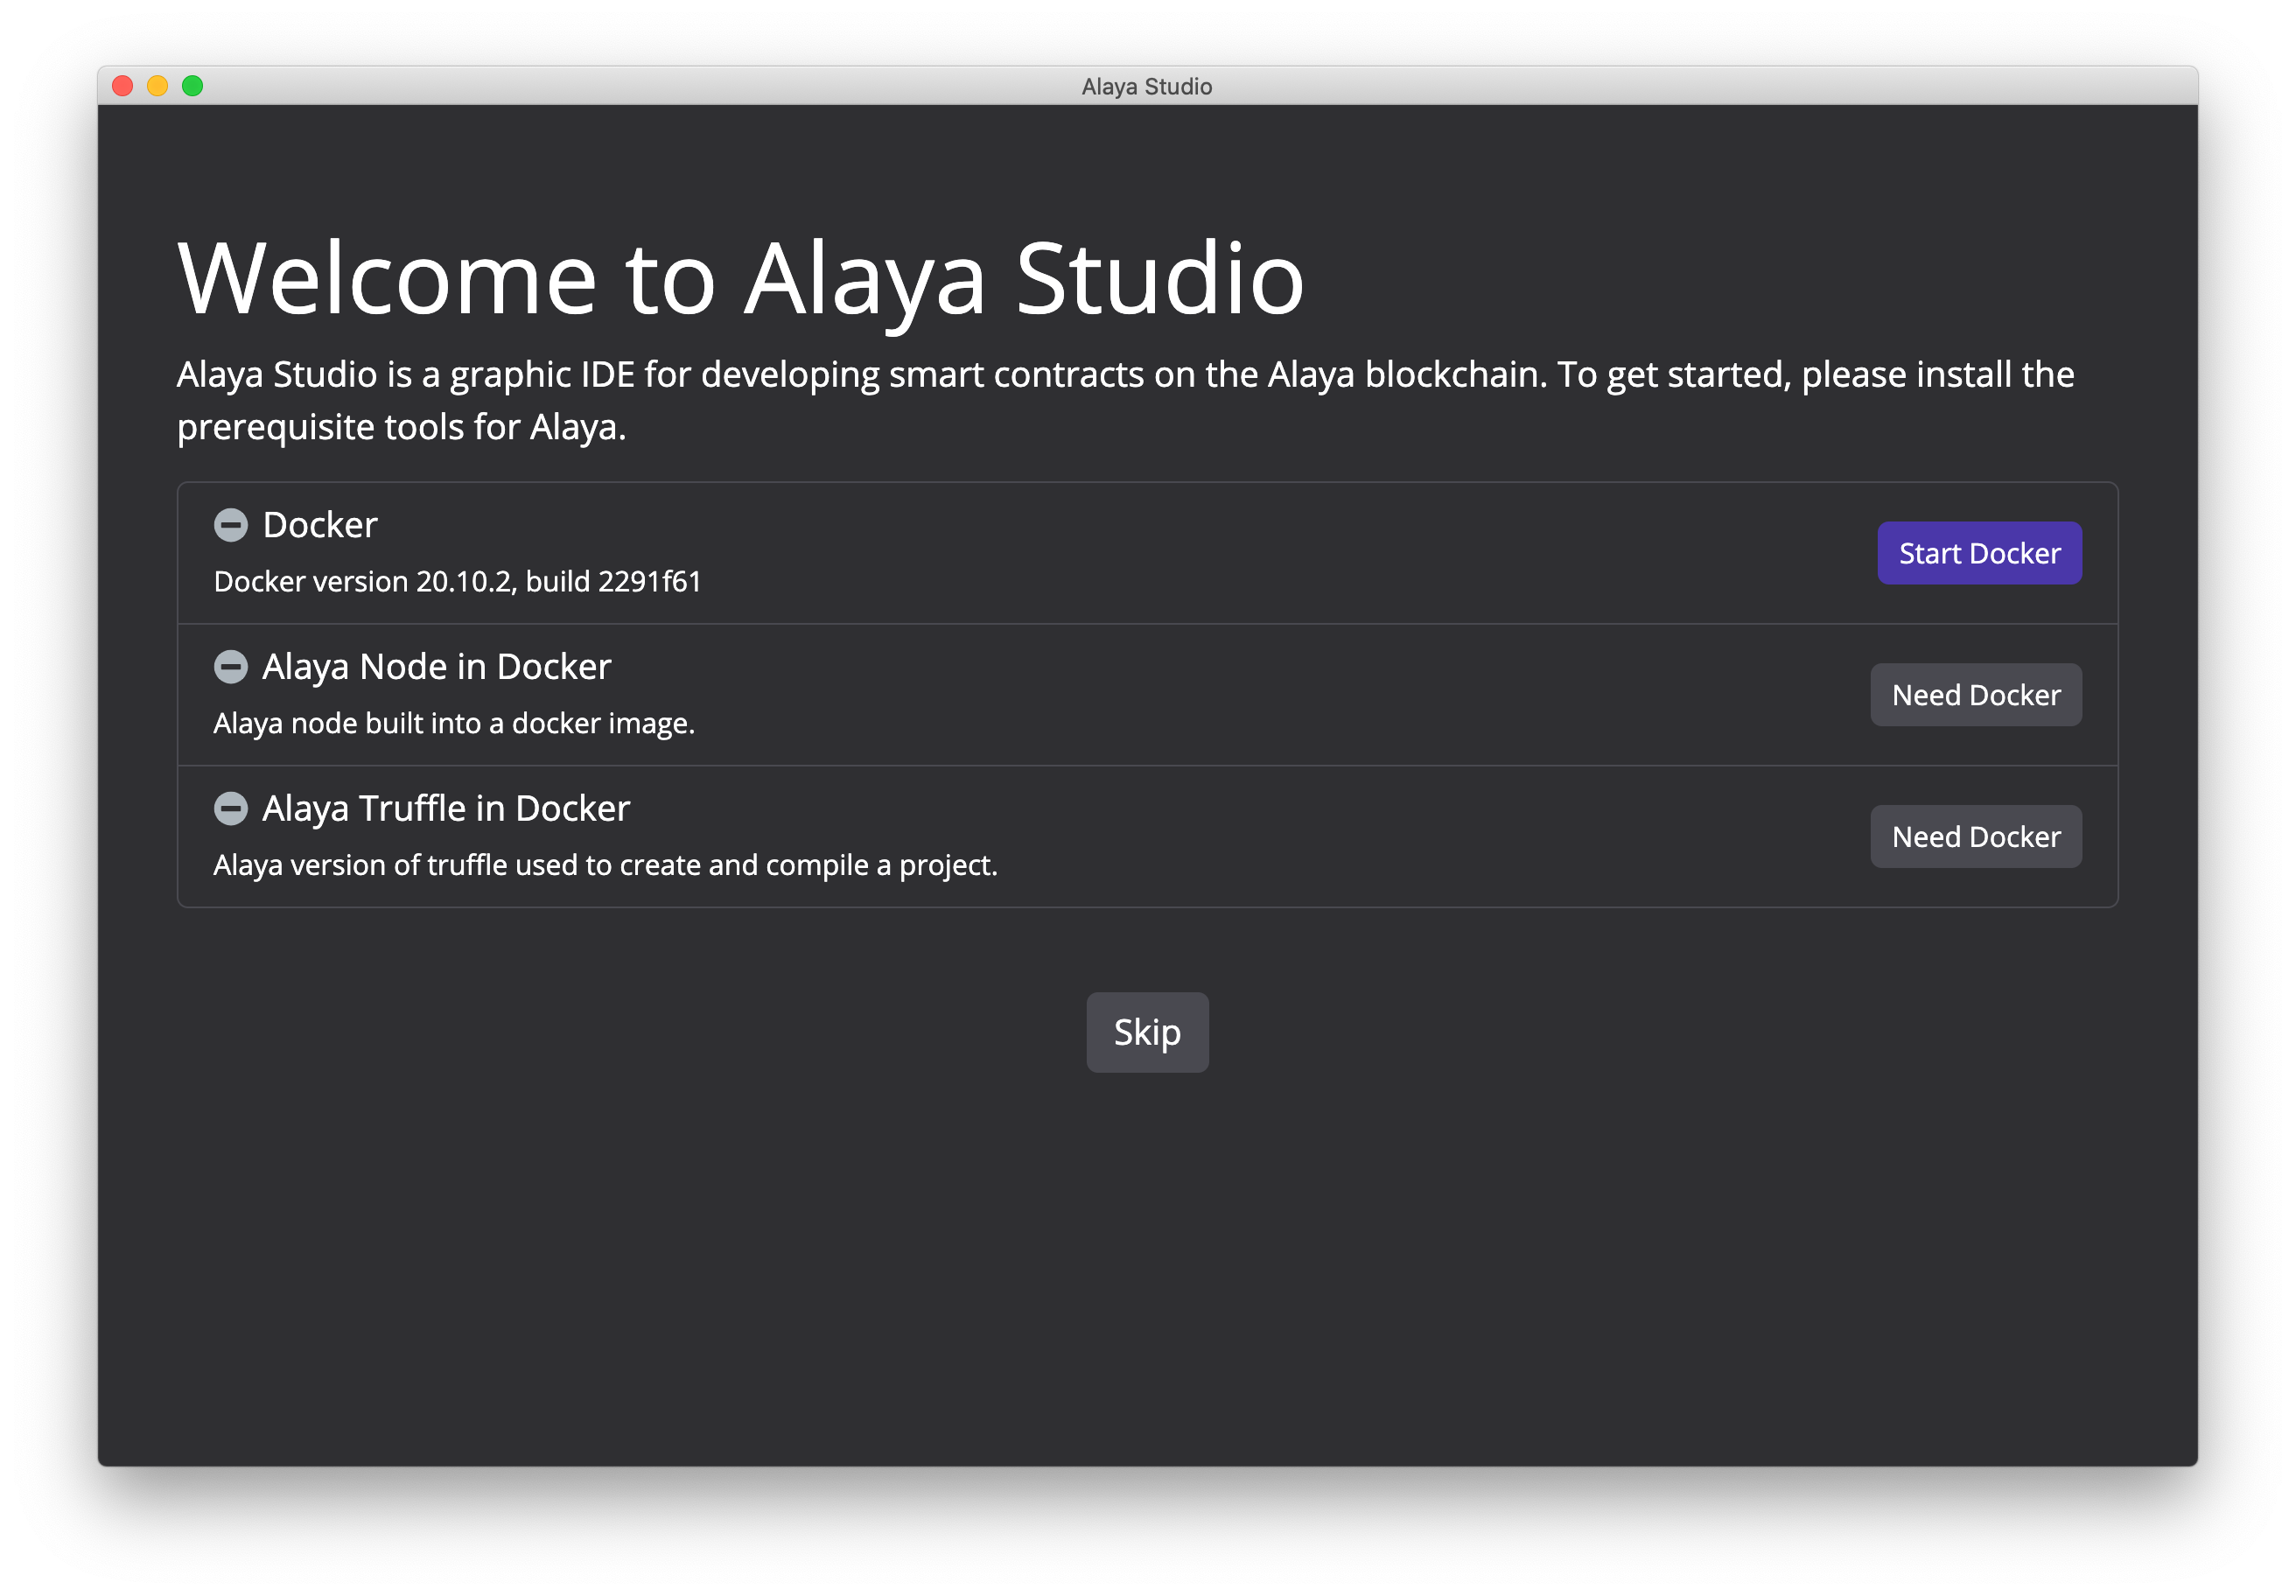 Alaya Studio
Welcome to Alaya Studio
Alaya Studio is a graphic IDE for developing smart contracts on the Alaya blockchain. To get started, please install the
prerequisite tools for Alaya.
Docker
Docker version 20.10.2, build 2291f61
Start Docker
Alaya Node in Docker
Alaya node built into a docker image.
Need Docker
Alaya Truffle in Docker
Alaya version of truffle used to create and compile a project.
Need Docker
Skip